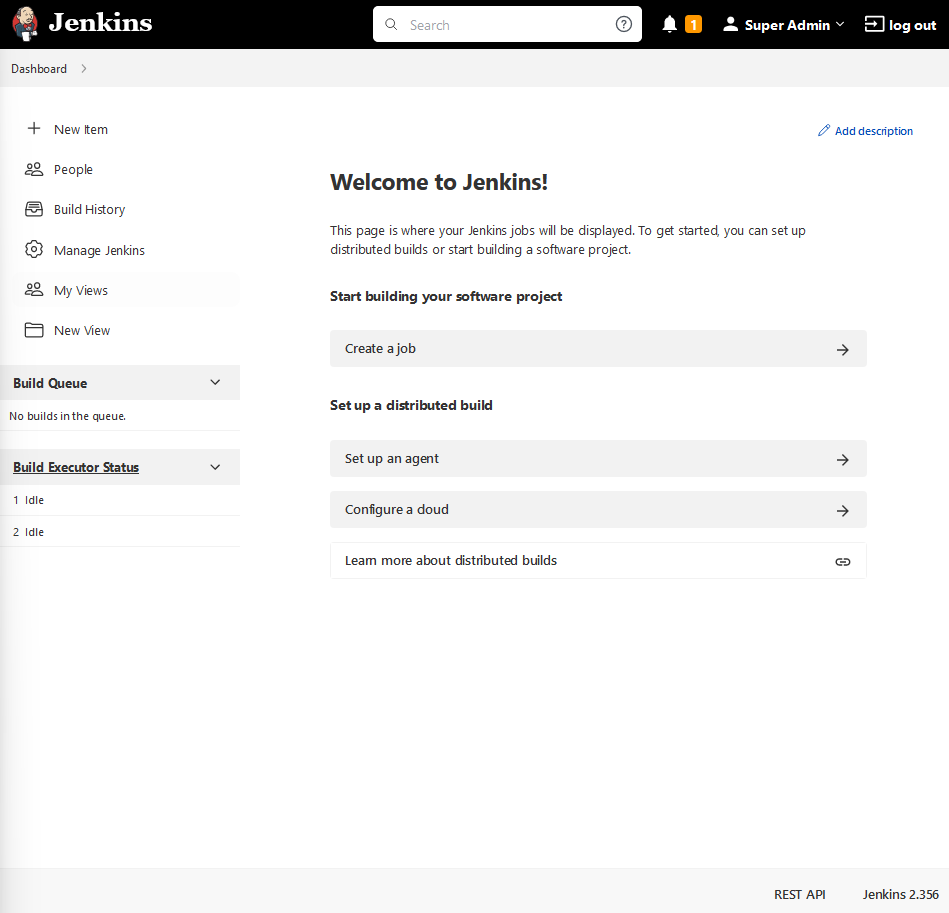 Jenkins
Search
1
Super Admin
log out
Dashboard
New Item
People
Build History
Manage Jenkins
My Views
New View
Build Queue
No builds in the queue.
Build Executor Status
1 Idle
2 Idle
Add description
Welcome to Jenkins!
This page is where your Jenkins jobs will be displayed. To get started, you can set up
distributed builds or start building a software project.
Start building your software project
Create a job
Set up a distributed build
Set up an agent
Configure a cloud
Learn more about distributed builds
REST API
Jenkins 2.356